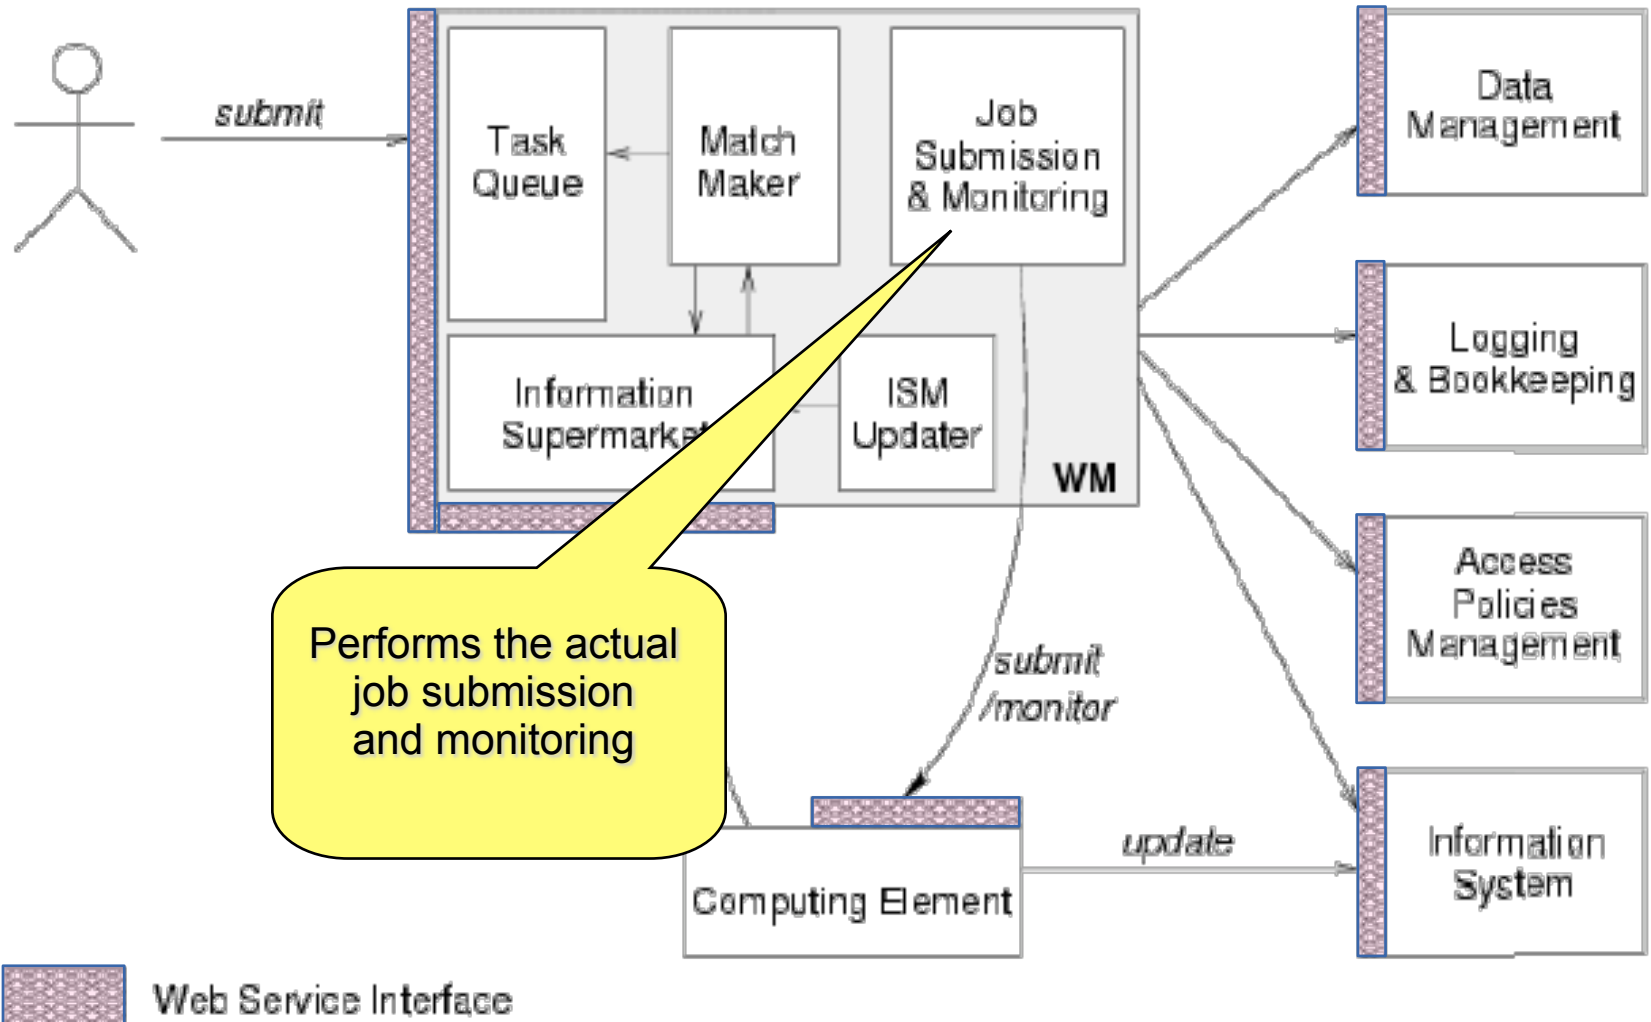 submit
Task
Queue
Match
Maker
Job
Submission
& Monitoring
Information
Supermarket
ISM
Updater
WM
Data
Management
Logging
& Bookkeeping
Access
Policies
Management
Performs the actual
job submission
and monitoring
submit
/monitor
Computing Element
update
Information
System
Web Service Interface